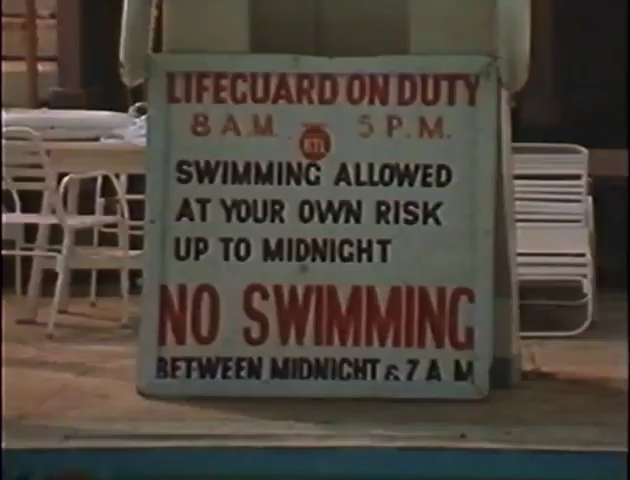 LIFEGUARD ON DUTY
8 A.M. 5 P.M.
KTL
SWIMMING ALLOWED
AT YOUR OWN RISK
UP TO MIDNIGHT
NO SWIMMING
BETWEEN MIDNIGHT & 7 A M